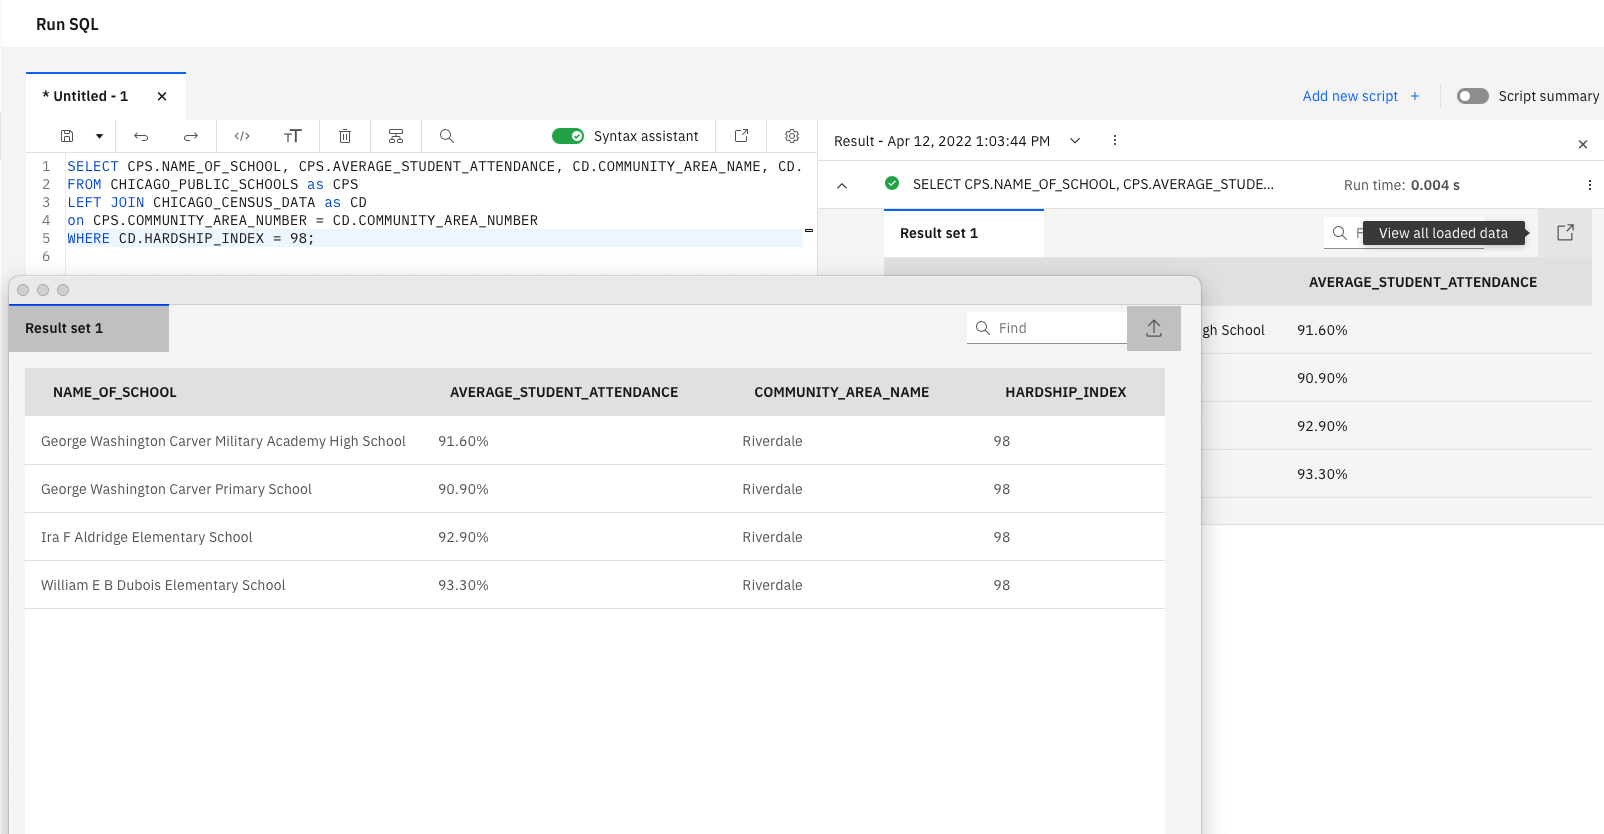 Run SQL
* Untitled - 1
Add new script +
Script summary
Syntax assistant
Result - Apr 12, 2022 1:03:44 PM
1 SELECT CPS.NAME_OF_SCHOOL, CPS.AVERAGE_STUDENT_ATTENDANCE, CD.COMMUNITY_AREA_NAME, CD.
2 FROM CHICAGO_PUBLIC_SCHOOLS as CPS
3 LEFT JOIN CHICAGO_CENSUS_DATA as CD
4 on CPS.COMMUNITY_AREA_NUMBER = CD.COMMUNITY_AREA_NUMBER
5 WHERE CD.HARDSHIP_INDEX = 98;
6
SELECT CPS.NAME_OF_SCHOOL, CPS.AVERAGE_STUDE...
Run time: 0.004 s
Result set 1
View all loaded data
AVERAGE_STUDENT_ATTENDANCE
gh School 91.60%
90.90%
92.90%
93.30%
Result set 1
Find
NAME_OF_SCHOOL AVERAGE_STUDENT_ATTENDANCE COMMUNITY_AREA_NAME HARDSHIP_INDEX
George Washington Carver Military Academy High School 91.60% Riverdale 98
George Washington Carver Primary School 90.90% Riverdale 98
Ira F Aldridge Elementary School 92.90% Riverdale 98
William E B Dubois Elementary School 93.30% Riverdale 98